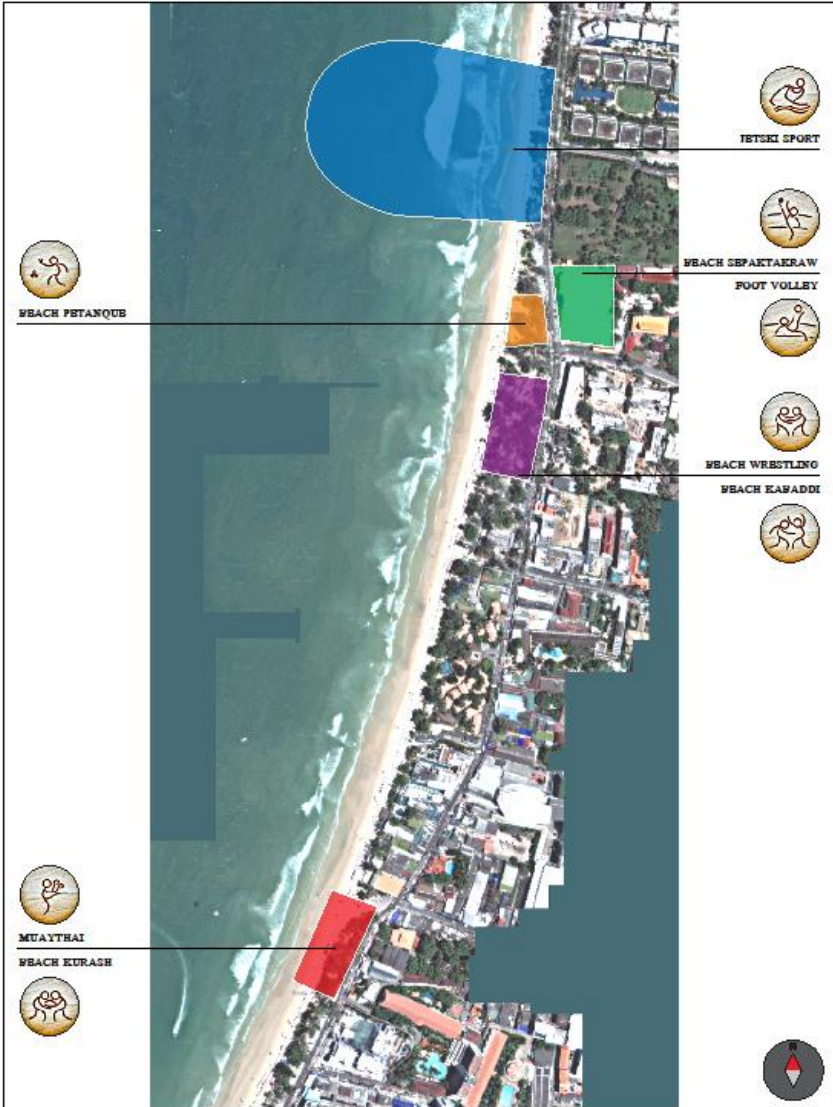 JETSKI SPORT
BEACH SEPAKTAKRAW
FOOT VOLLEY
BEACH PETANQUE
BEACH WRESTLING
BEACH KABADDI
MUAYTHAI
BEACH KURASH
N